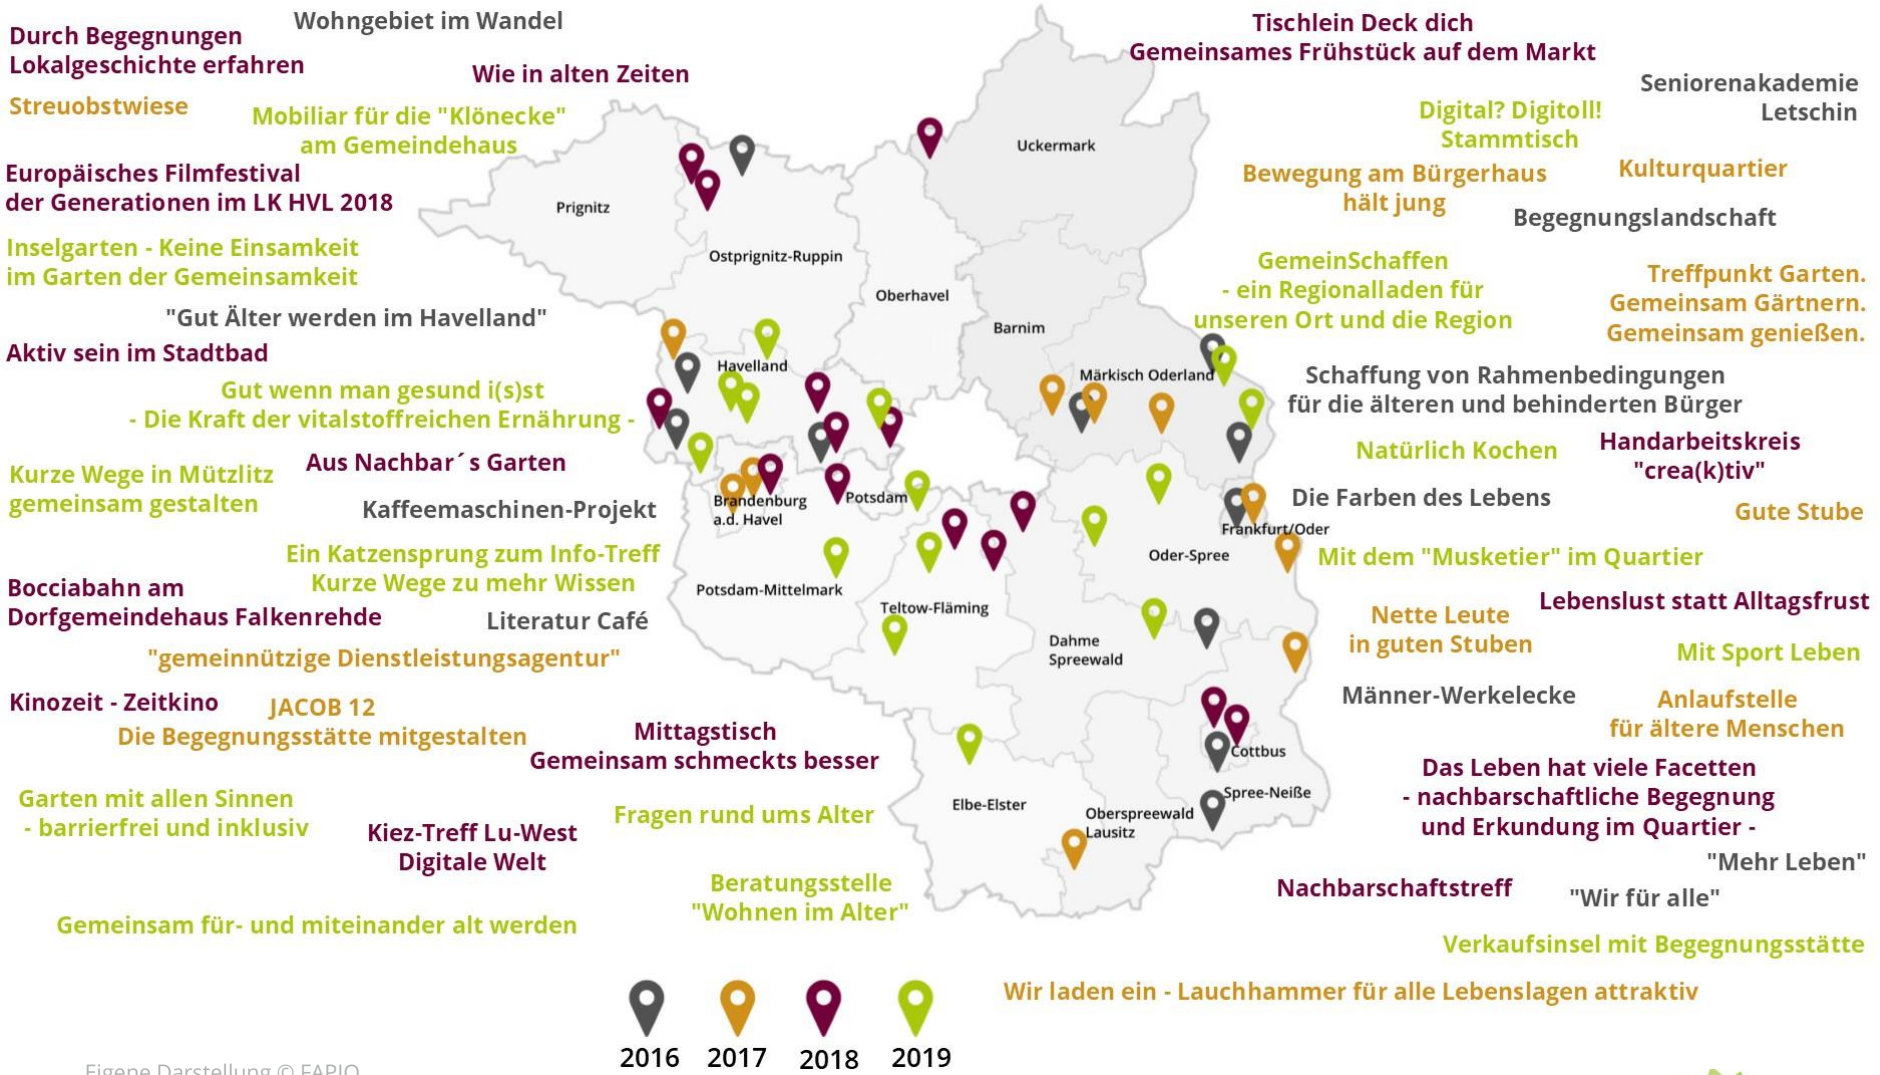 Wohngebiet im Wandel
Durch Begegnungen
Lokalgeschichte erfahren
Wie in alten Zeiten
Streuobstwiese
Mobiliar für die "Klönecke"
am Gemeindehaus
Europäisches Filmfestival
der Generationen im LK HVL 2018
Inselgarten - Keine Einsamkeit
im Garten der Gemeinsamkeit
"Gut Älter werden im Havelland"
Aktiv sein im Stadtbad
Gut wenn man gesund i(s)st
- Die Kraft der vitalstoffreichen Ernährung -
Aus Nachbar´s Garten
Kurze Wege in Mützlitz
gemeinsam gestalten
Kaffeemaschinen-Projekt
Ein Katzensprung zum Info-Treff
Kurze Wege zu mehr Wissen
Bocciabahn am
Dorfgemeindehaus Falkenrehde
Literatur Café
"gemeinnützige Dienstleistungsagentur"
Kinozeit - Zeitkino
JACOB 12
Die Begegnungsstätte mitgestalten
Mittagstisch
Gemeinsam schmeckts besser
Garten mit allen Sinnen
- barrierfrei und inklusiv
Kiez-Treff Lu-West
Digitale Welt
Fragen rund ums Alter
Beratungsstelle
"Wohnen im Alter"
Gemeinsam für- und miteinander alt werden
Prignitz
Ostprignitz-Ruppin
Oberhavel
Uckermark
Barnim
Havelland
Märkisch Oderland
Brandenburg
a.d. Havel
Potsdam
Potsdam-Mittelmark
Teltow-Fläming
Dahme
Spreewald
Oder-Spree
Frankfurt/Oder
Cottbus
Spree-Neiße
Elbe-Elster
Oberspreewald
Lausitz
Tischlein Deck dich
Gemeinsames Frühstück auf dem Markt
Seniorenakademie
Letschin
Digital? Digitoll!
Stammtisch
Bewegung am Bürgerhaus
hält jung
Kulturquartier
Begegnungslandschaft
GemeinSchaffen
- ein Regionalladen für
unseren Ort und die Region
Treffpunkt Garten.
Gemeinsam Gärtnern.
Gemeinsam genießen.
Schaffung von Rahmenbedingungen
für die älteren und behinderten Bürger
Natürlich Kochen
Handarbeitskreis
"crea(k)tiv"
Die Farben des Lebens
Gute Stube
Mit dem "Musketier" im Quartier
Nette Leute
in guten Stuben
Lebenslust statt Alltagsfrust
Mit Sport Leben
Männer-Werkelecke
Anlaufstelle
für ältere Menschen
Das Leben hat viele Facetten
- nachbarschaftliche Begegnung
und Erkundung im Quartier -
"Mehr Leben"
Nachbarschaftstreff
"Wir für alle"
Verkaufsinsel mit Begegnungsstätte
Wir laden ein - Lauchhammer für alle Lebenslagen attraktiv
2016 2017 2018 2019
Eigene Darstellung © FAPIQ